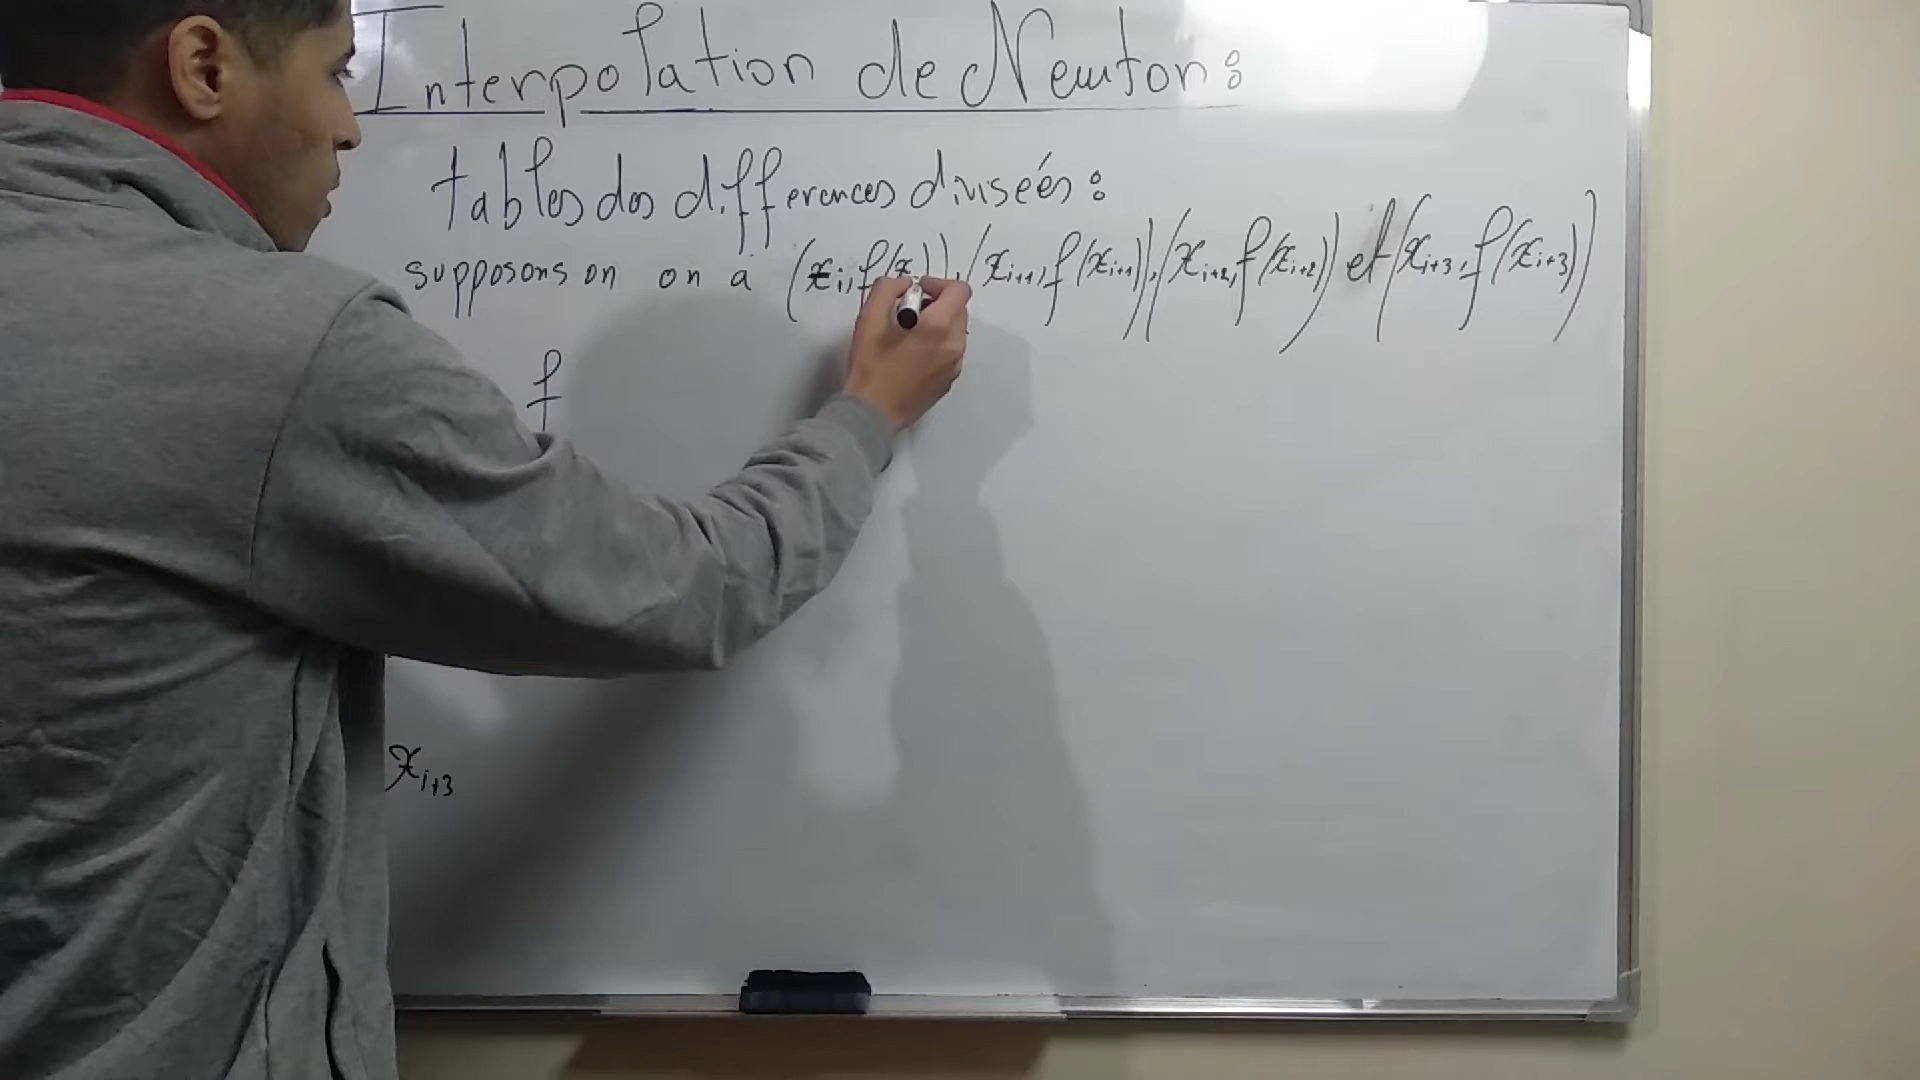 Interpolation de Newton:
tables des differences diviseés:
supposons on on a (xi, f(xi)), (xi+1, f(xi+1)), (xi+2, f(xi+2)) et (xi+3, f(xi+3))
f
xi+3